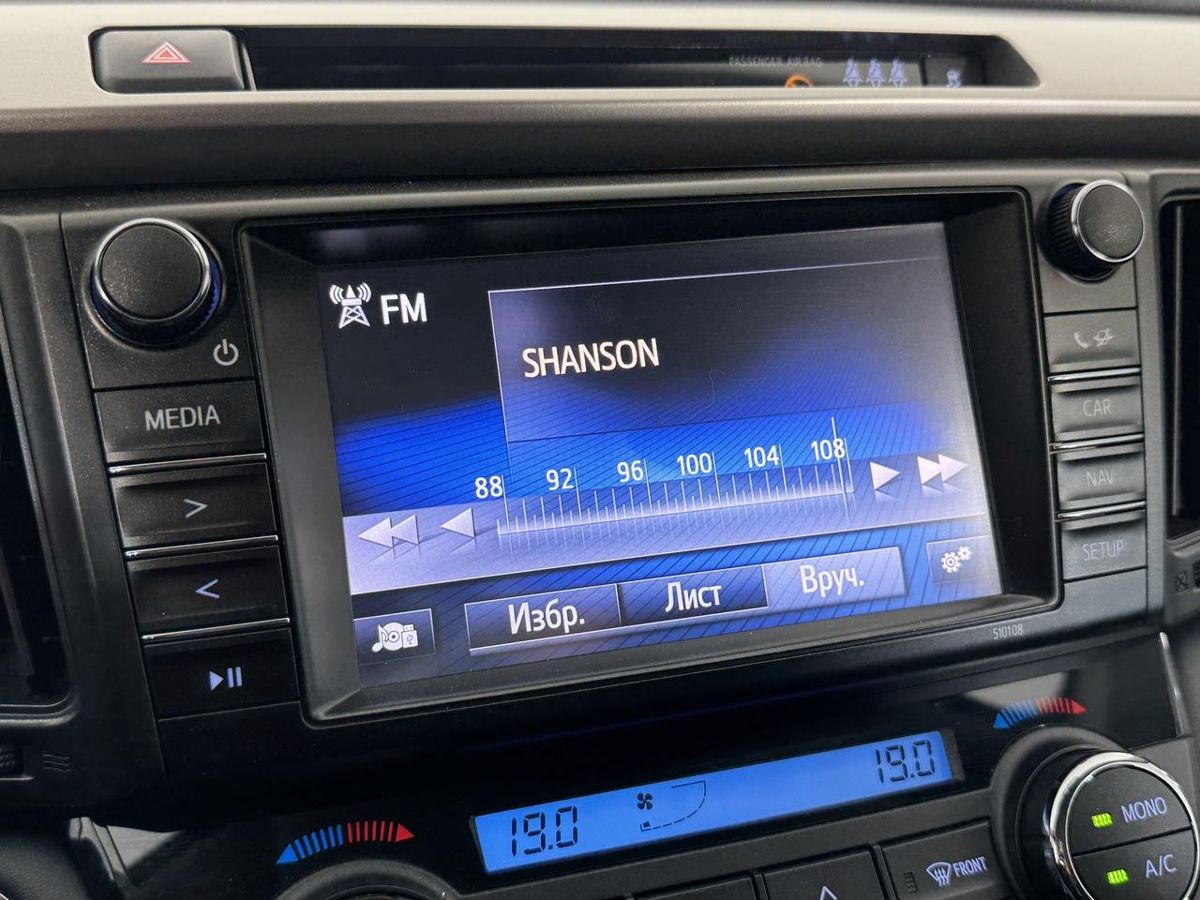 PASSENGER AIR BAG
FM
SHANSON
MEDIA
CAR
NAV
SETUP
88 92 96 100 104 108
Избр. Лист Вруч.
510108
19.0
19.0
MONO
A/C
FRONT